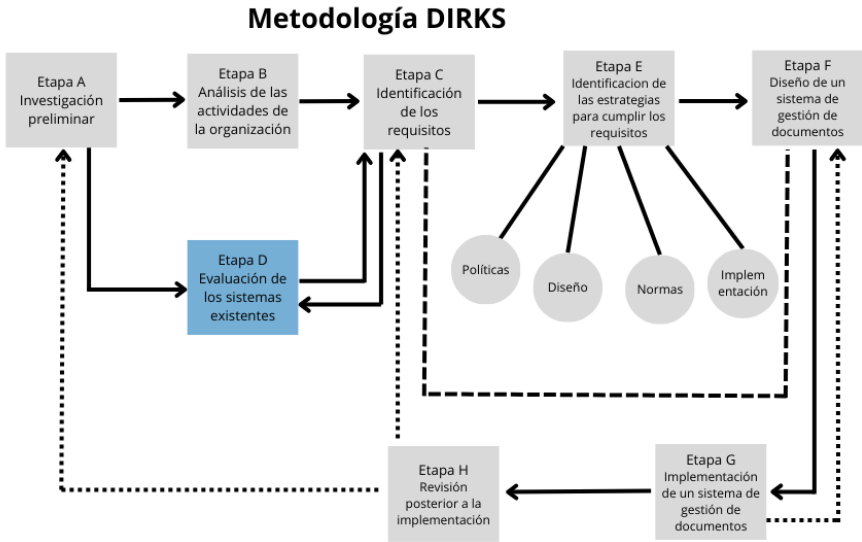 Metodología DIRKS
Etapa A
Investigación
preliminar
Etapa B
Análisis de las
actividades de
la organización
Etapa C
Identificación
de los
requisitos
Etapa E
Identificacion de
las estrategias
para cumplir los
requisitos
Etapa F
Diseño de un
sistema de
gestión de
documentos
Etapa D
Evaluación de
los sistemas
existentes
Políticas
Diseño
Normas
Implem
entación
Etapa H
Revisión
posterior a la
implementación
Etapa G
Implementación
de un sistema de
gestión de
documentos